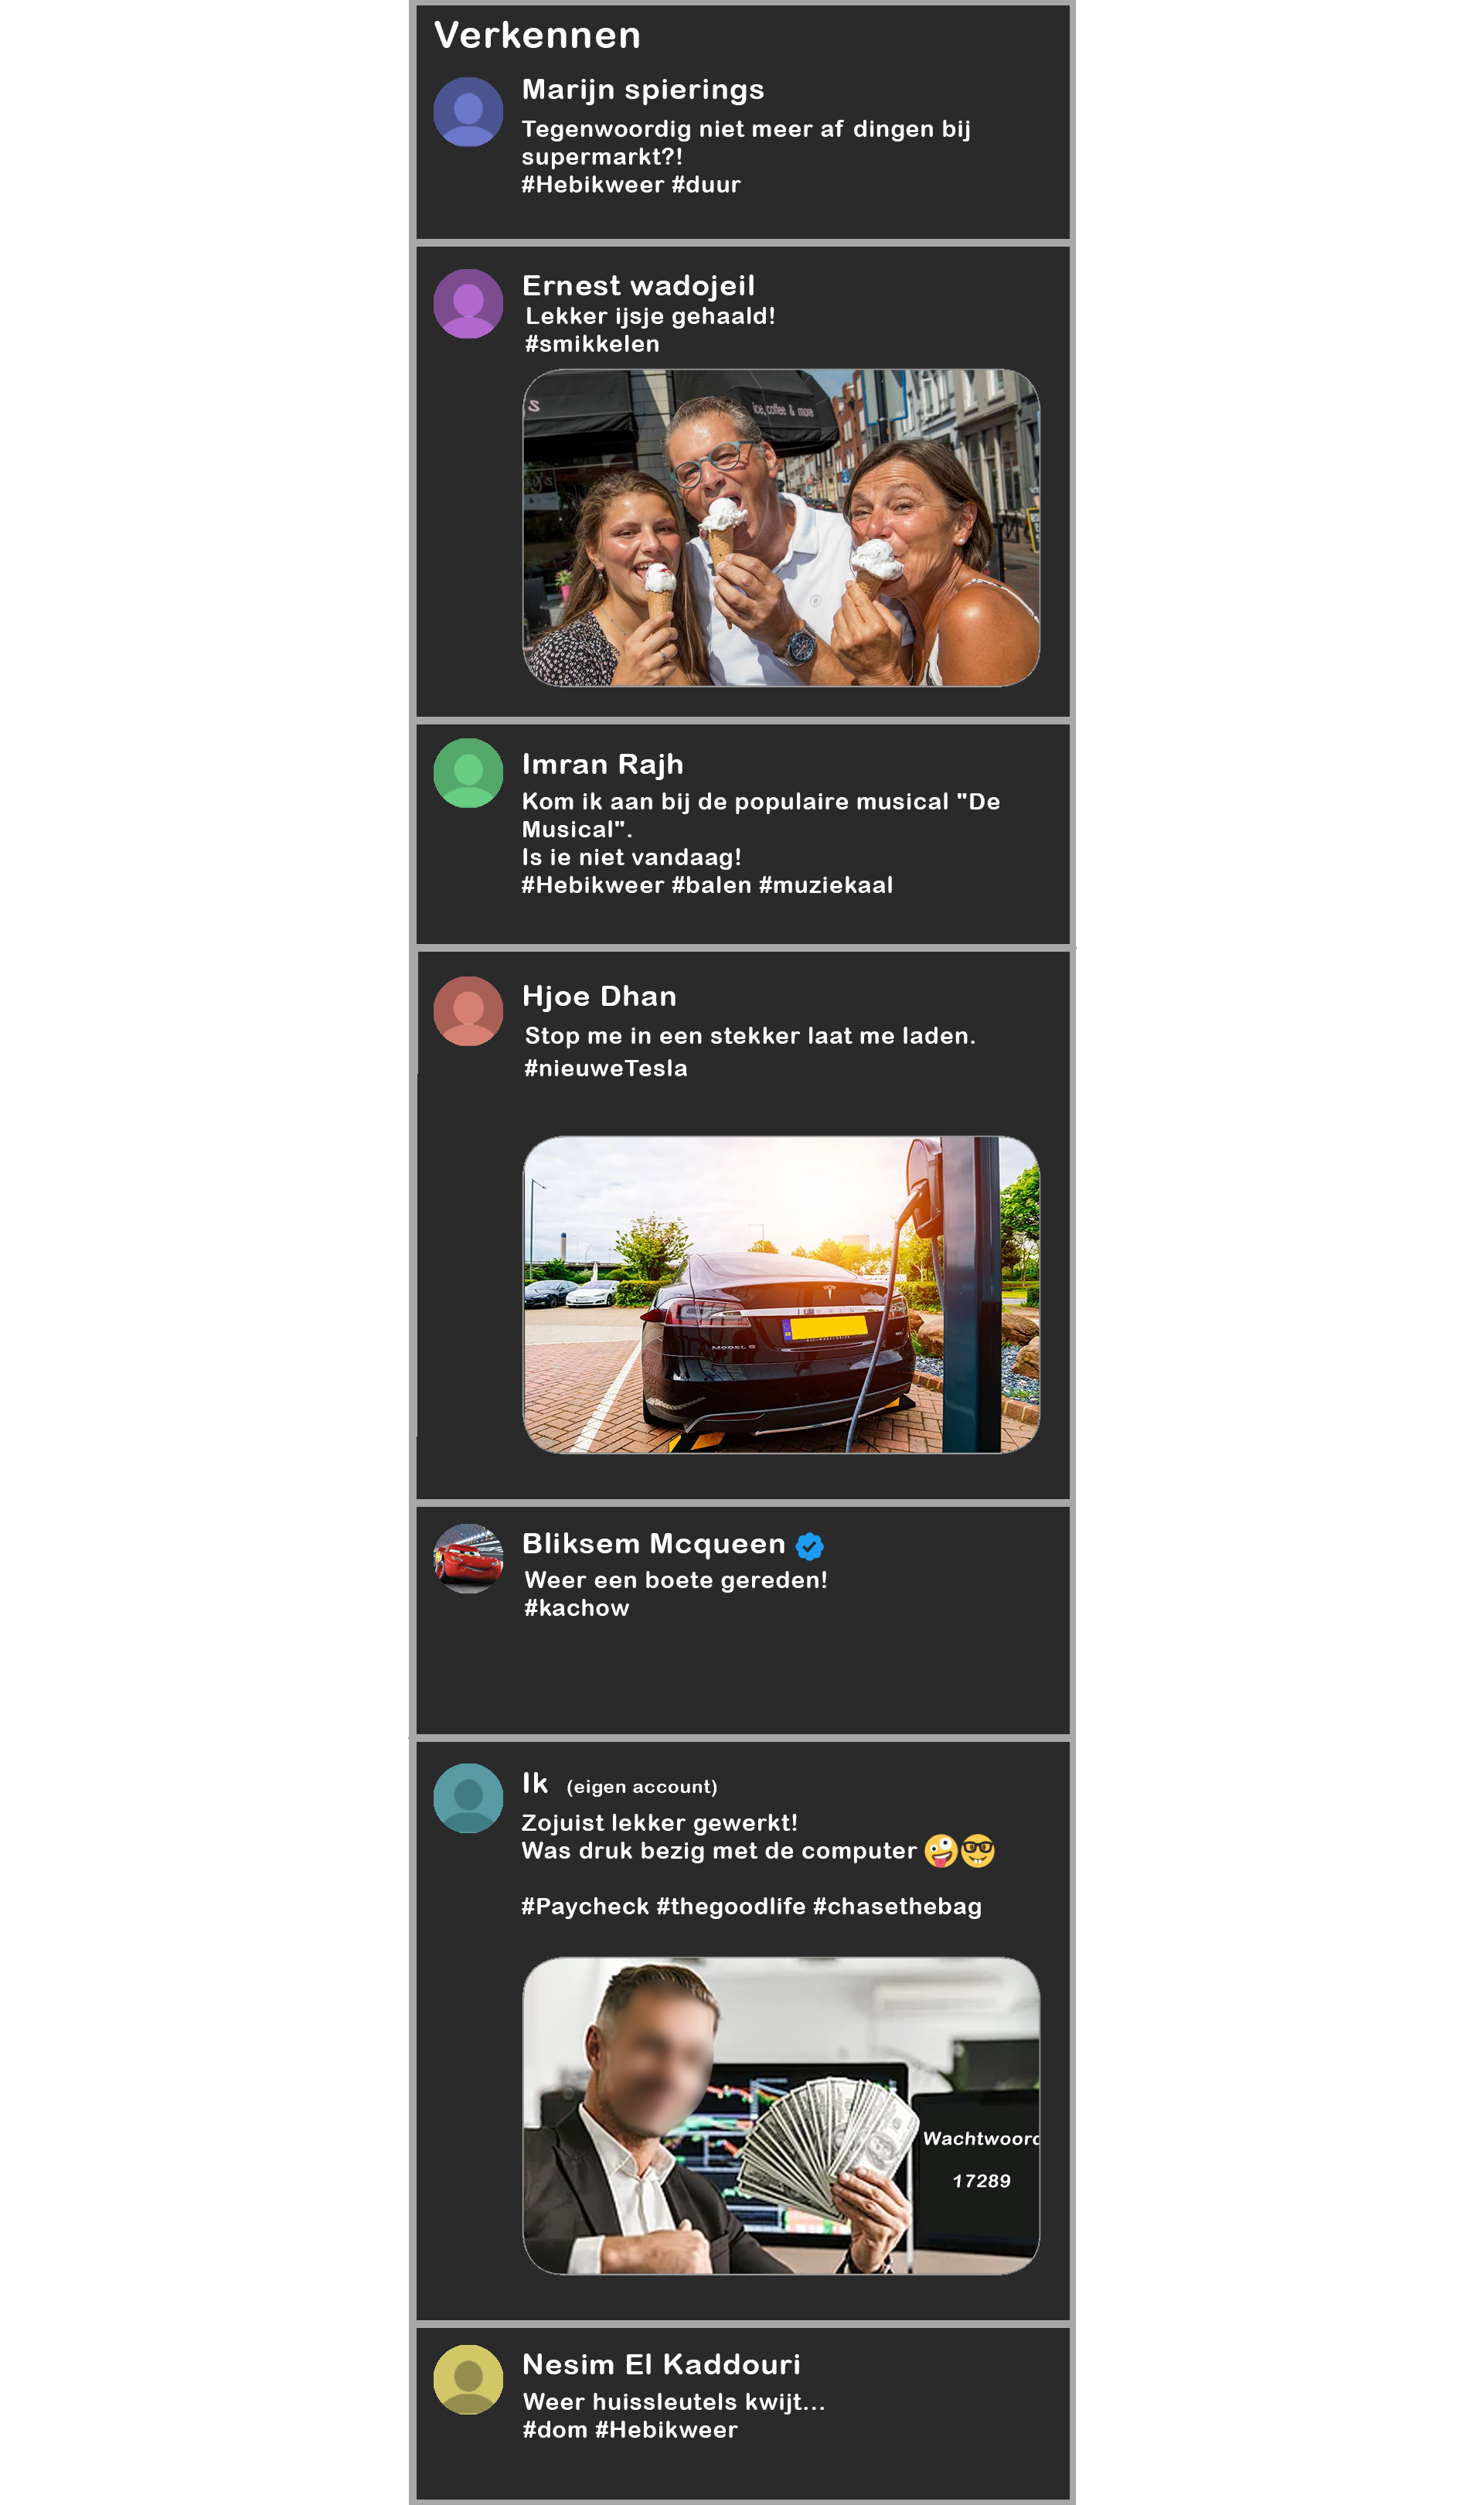 Verkennen
Marijn spierings
Tegenwoordig niet meer af dingen bij
supermarkt?!
#Hebikweer #duur
Ernest wadojeil
Lekker ijsje gehaald!
#smikkelen
ice,coffee & more
Imran Rajh
Kom ik aan bij de populaire musical "De
Musical".
Is ie niet vandaag!
#Hebikweer #balen #muziekaal
Hjoe Dhan
Stop me in een stekker laat me laden.
#nieuweTesla
MODEL S
Bliksem Mcqueen
Weer een boete gereden!
#kachow
Ik (eigen account)
Zojuist lekker gewerkt!
Was druk bezig met de computer 🤪🤓
#Paycheck #thegoodlife #chasethebag
Wachtwoord
17289
Nesim El Kaddouri
Weer huissleutels kwijt...
#dom #Hebikweer